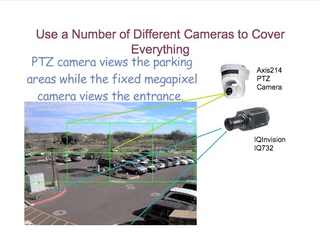 Use a Number of Different Cameras to Cover
Everything
PTZ camera views the parking
areas while the fixed megapixel
camera views the entrance.
Axis214
PTZ
Camera
IQInvision
IQ732